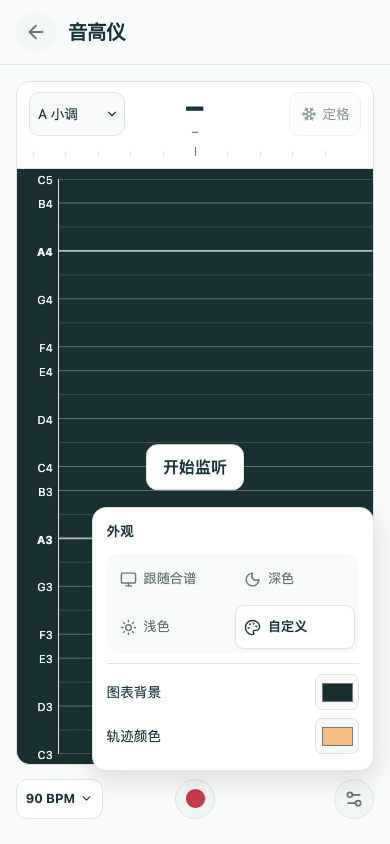 音高仪
A 小调
–
–
定格
C5
B4
A4
G4
F4
E4
D4
C4
开始监听
B3
外观
A3
跟随合谱
深色
G3
浅色
自定义
F3
E3
图表背景
D3
轨迹颜色
C3
90 BPM